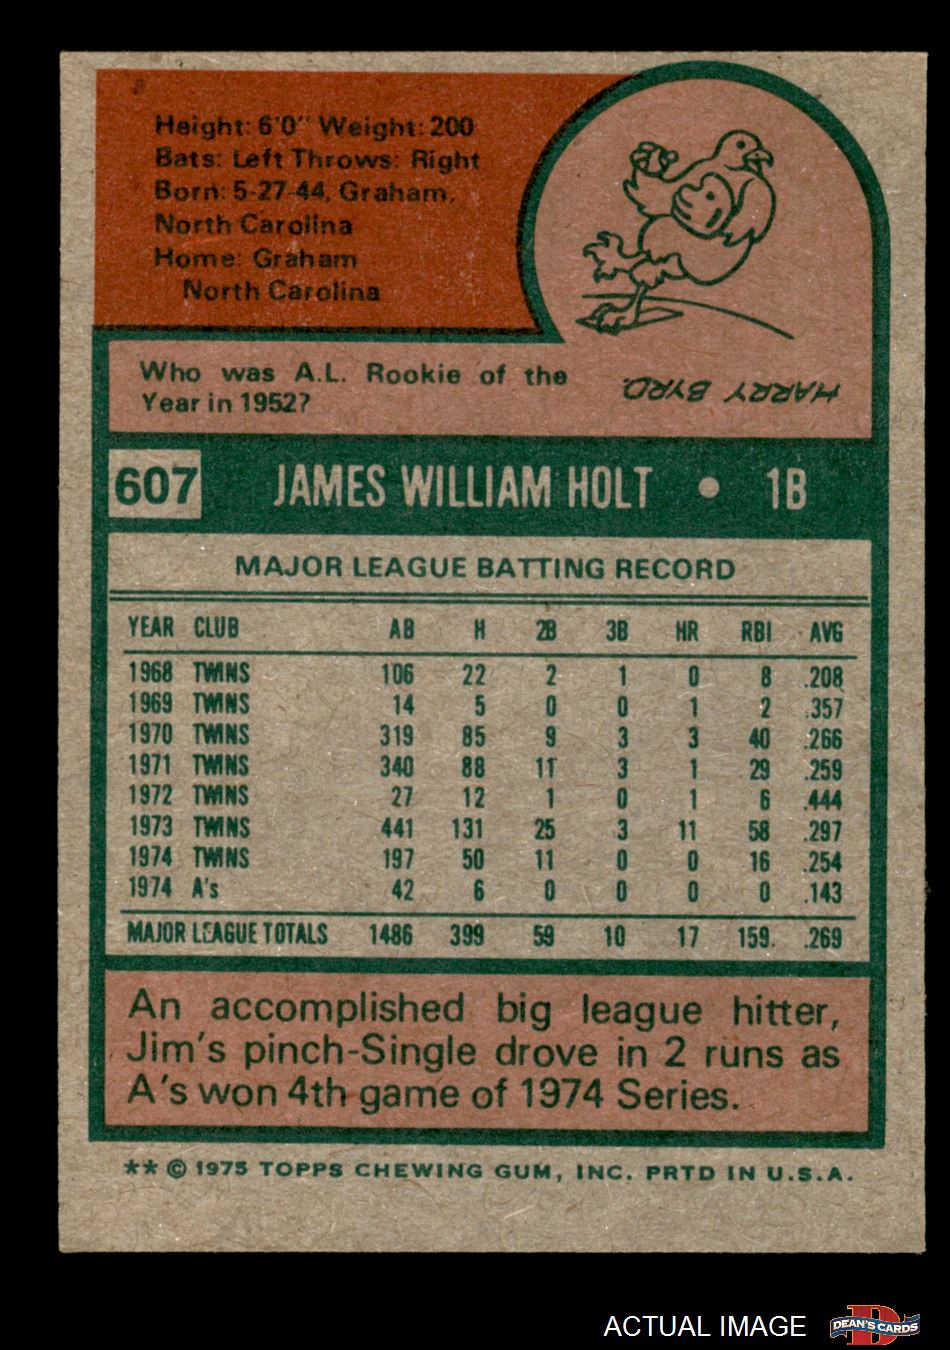 Height: 6'0" Weight: 200
Bats: Left Throws: Right
Born: 5-27-44, Graham,
North Carolina
Home: Graham
North Carolina
Who was A.L. Rookie of the
Year in 1952?
HARRY BYRD.
607 JAMES WILLIAM HOLT • 1B
MAJOR LEAGUE BATTING RECORD
YEAR CLUB AB H 2B 3B HR RBI AVG
1968 TWINS 106 22 2 1 0 8 .208
1969 TWINS 14 5 0 0 1 2 .357
1970 TWINS 319 85 9 3 3 40 .266
1971 TWINS 340 88 11 3 1 29 .259
1972 TWINS 27 12 1 0 1 6 .444
1973 TWINS 441 131 25 3 11 58 .297
1974 TWINS 197 50 11 0 0 16 .254
1974 A's 42 6 0 0 0 0 .143
MAJOR LEAGUE TOTALS 1486 399 59 10 17 159. .269
An accomplished big league hitter,
Jim's pinch-Single drove in 2 runs as
A's won 4th game of 1974 Series.
** © 1975 TOPPS CHEWING GUM, INC. PRTD IN U.S.A.
ACTUAL IMAGE
DEAN'S CARDS